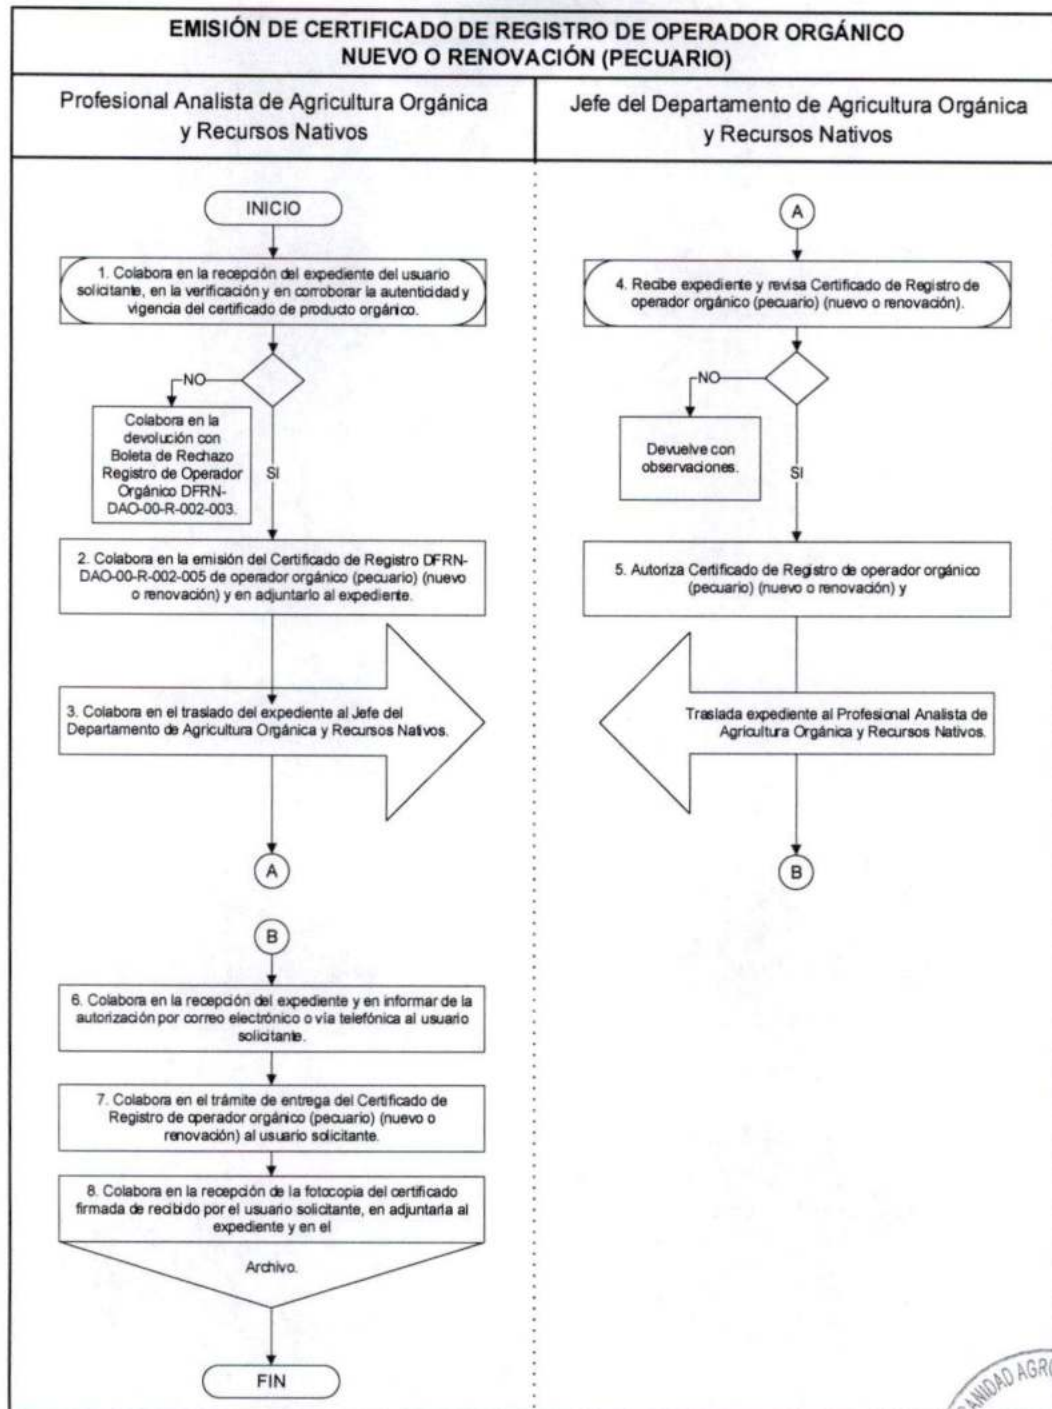 EMISIÓN DE CERTIFICADO DE REGISTRO DE OPERADOR ORGÁNICO
NUEVO O RENOVACIÓN (PECUARIO)
Profesional Analista de Agricultura Orgánica
y Recursos Nativos
Jefe del Departamento de Agricultura Orgánica
y Recursos Nativos
INICIO
1. Colabora en la recepción del expediente del usuario
solicitante, en la verificación y en corroborar la autenticidad y
vigencia del certificado de producto orgánico.
NO
Colabora en la
devolución con
Boleta de Rechazo
Registro de Operador
Orgánico DFRN-
DAO-00-R-002-003.
SI
2. Colabora en la emisión del Certificado de Registro DFRN-
DAO-00-R-002-005 de operador orgánico (pecuario) (nuevo
o renovación) y en adjuntarlo al expediente.
3. Colabora en el traslado del expediente al Jefe del
Departamento de Agricultura Orgánica y Recursos Nativos.
A
A
4. Recibe expediente y revisa Certificado de Registro de
operador orgánico (pecuario) (nuevo o renovación).
NO
Devuelve con
observaciones.
SI
5. Autoriza Certificado de Registro de operador orgánico
(pecuario) (nuevo o renovación) y
Traslada expediente al Profesional Analista de
Agricultura Orgánica y Recursos Nativos.
B
B
6. Colabora en la recepción del expediente y en informar de la
autorización por correo electrónico o vía telefónica al usuario
solicitante.
7. Colabora en el trámite de entrega del Certificado de
Registro de operador orgánico (pecuario) (nuevo o
renovación) al usuario solicitante.
8. Colabora en la recepción de la fotocopia del certificado
firmada de recibido por el usuario solicitante, en adjuntarla al
expediente y en el
Archivo.
FIN